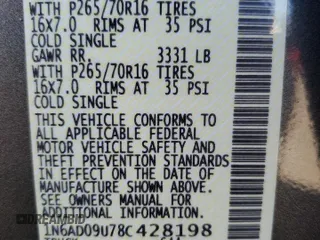 WITH P265/70R16 TIRES
16X7.0 RIMS AT 35 PSI
COLD SINGLE
GAWR RR. 3331 LB
WITH P265/70R16 TIRES
16X7.0 RIMS AT 35 PSI
COLD SINGLE
THIS VEHICLE CONFORMS TO
ALL APPLICABLE FEDERAL
MOTOR VEHICLE SAFETY AND
THEFT PREVENTION STANDARDS
IN EFFECT ON THE DATE OF
MANUFACTURE SHOWN ABOVE.
SEE OWNERS MANUAL FOR
ADDITIONAL INFORMATION
1N6AD09U78C428198
TRUCK
DREAMBID